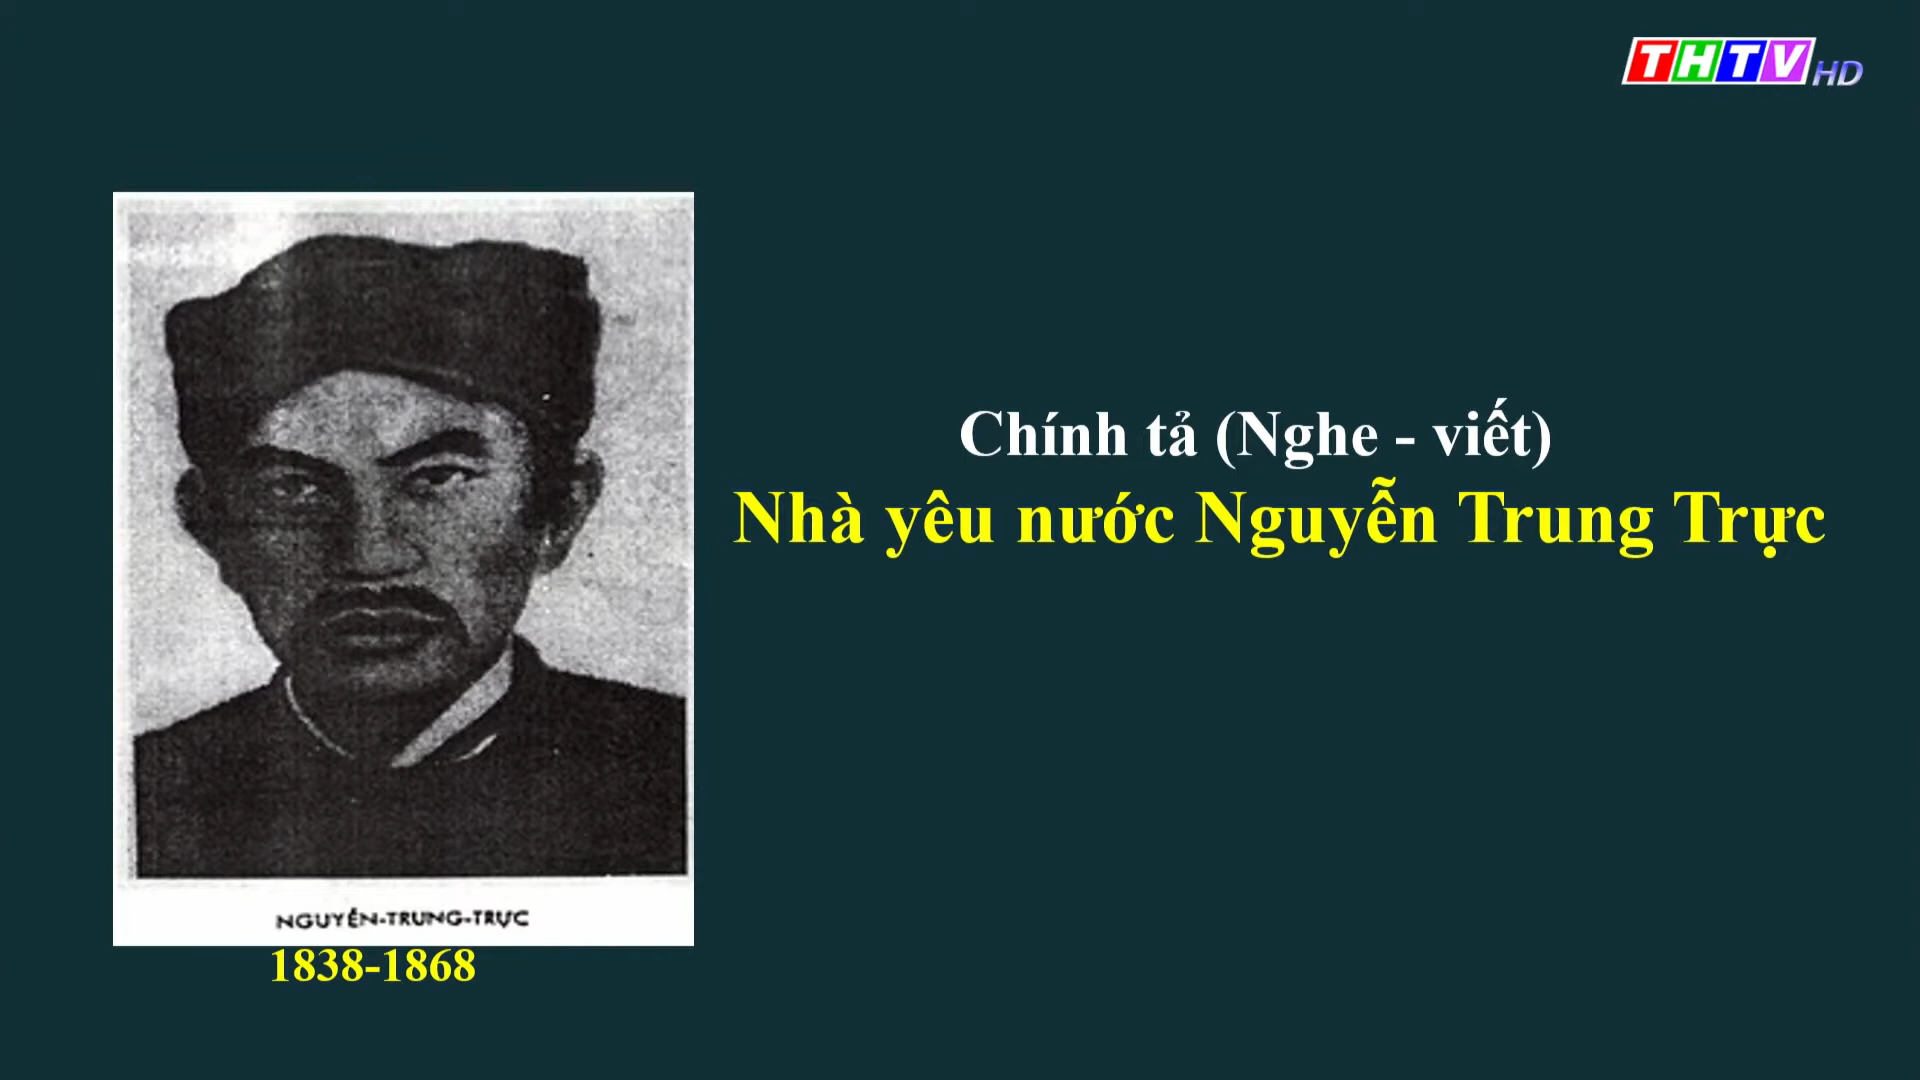 THTV HD
Chính tả (Nghe - viết)
Nhà yêu nước Nguyễn Trung Trực
NGUYỄN-TRUNG-TRỰC
1838-1868